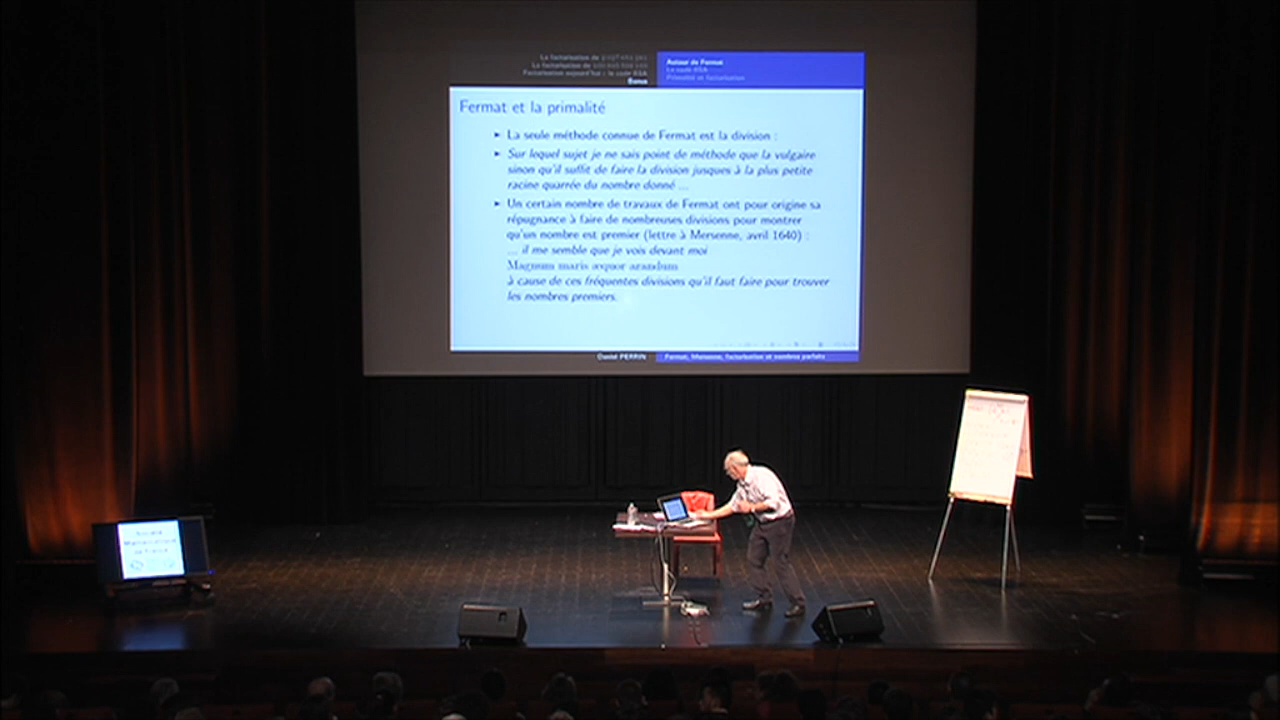 La factorisation de
La factorisation de
Factorisation aujourd'hui : le code RSA
Bonus
Autour de Fermat
Le code RSA
Primalité et factorisation
Fermat et la primalité
► La seule méthode connue de Fermat est la division :
► Sur lequel sujet je ne sais point de méthode que la vulgaire
sinon qu'il suffit de faire la division jusques à la plus petite
racine quarrée du nombre donné ...
► Un certain nombre de travaux de Fermat ont pour origine sa
répugnance à faire de nombreuses divisions pour montrer
qu'un nombre est premier (lettre à Mersenne, avril 1640) :
... il me semble que je vois devant moi
Magnum maris æquor arandum
à cause de ces fréquentes divisions qu'il faut faire pour trouver
les nombres premiers.
Daniel PERRIN
Fermat, Mersenne, factorisation et nombres parfaits
Société
Mathématique
de France